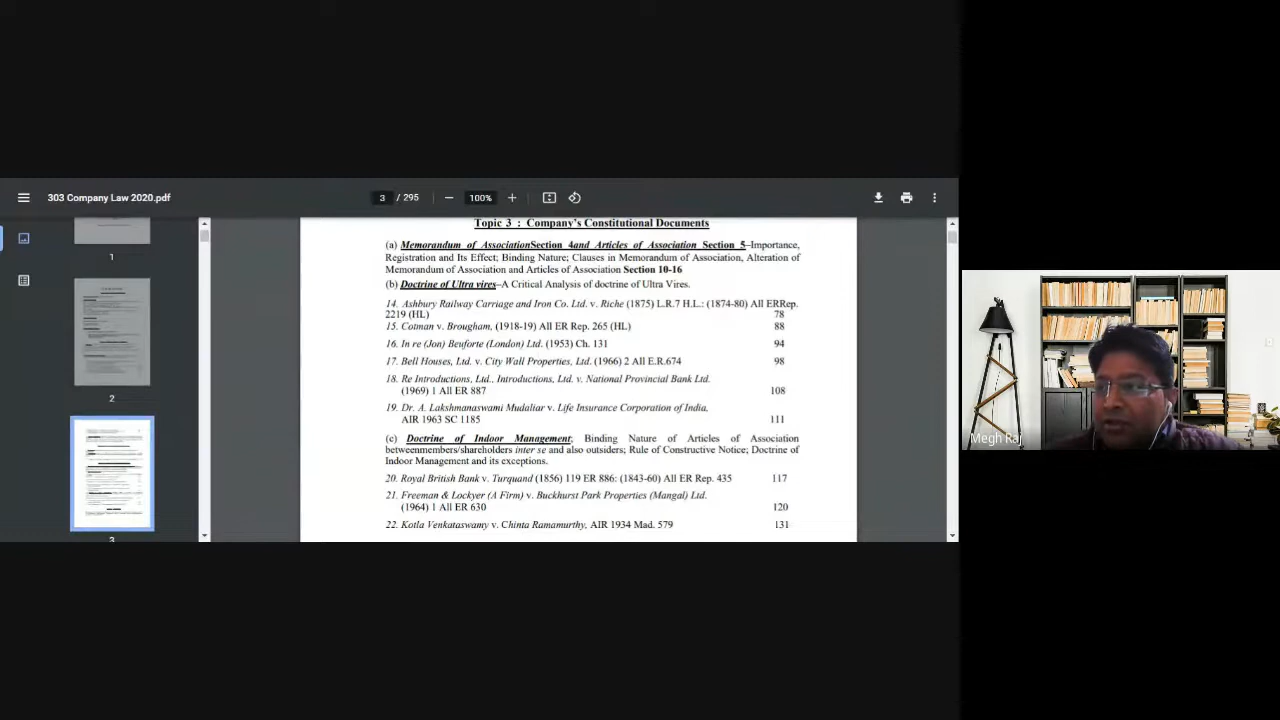 303 Company Law 2020.pdf
3 / 295
100%
1
2
3
Topic 3 : Company's Constitutional Documents
(a) Memorandum of AssociationSection 4and Articles of Association Section 5–Importance,
Registration and Its Effect; Binding Nature; Clauses in Memorandum of Association, Alteration of
Memorandum of Association and Articles of Association Section 10-16
(b) Doctrine of Ultra vires–A Critical Analysis of doctrine of Ultra Vires.
14. Ashbury Railway Carriage and Iron Co. Ltd. v. Riche (1875) L.R.7 H.L.: (1874-80) All ERRep.
2219 (HL) 78
15. Cotman v. Brougham, (1918-19) All ER Rep. 265 (HL) 88
16. In re (Jon) Beuforte (London) Ltd. (1953) Ch. 131 94
17. Bell Houses, Ltd. v. City Wall Properties, Ltd. (1966) 2 All E.R.674 98
18. Re Introductions, Ltd., Introductions, Ltd. v. National Provincial Bank Ltd.
(1969) 1 All ER 887 108
19. Dr. A. Lakshmanaswami Mudaliar v. Life Insurance Corporation of India,
AIR 1963 SC 1185 111
(c) Doctrine of Indoor Management; Binding Nature of Articles of Association
betweenmembers/shareholders inter se and also outsiders; Rule of Constructive Notice; Doctrine of
Indoor Management and its exceptions.
20. Royal British Bank v. Turquand (1856) 119 ER 886: (1843-60) All ER Rep. 435 117
21. Freeman & Lockyer (A Firm) v. Buckhurst Park Properties (Mangal) Ltd.
(1964) 1 All ER 630 120
22. Kotla Venkataswamy v. Chinta Ramamurthy, AIR 1934 Mad. 579 131
Megh Raj